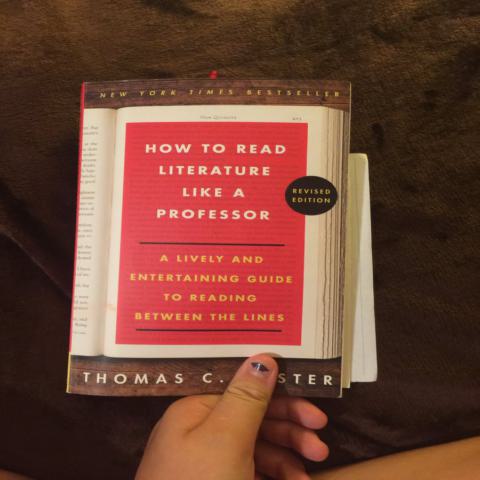 NEW YORK TIMES BESTSELLER
HOW TO READ
LITERATURE
LIKE A
PROFESSOR
REVISED
EDITION
A LIVELY AND
ENTERTAINING GUIDE
TO READING
BETWEEN THE LINES
THOMAS C.